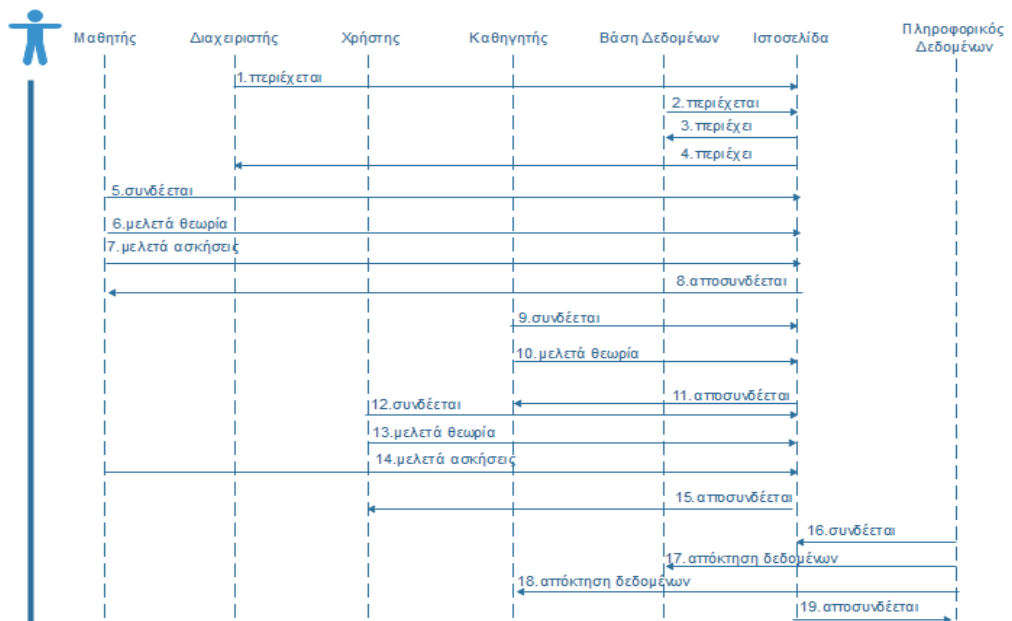 Μαθητής
Διαχειριστής
Χρήστης
Καθηγητής
Βάση Δεδομένων
Ιστοσελίδα
Πληροφορικός
Δεδομένων
1.περιέχεται
2.περιέχεται
3.περιέχει
4.περιέχει
5.συνδέεται
6.μελετά θεωρία
7.μελετά ασκήσεις
8.αποσυνδέεται
9.συνδέεται
10.μελετά θεωρία
11.αποσυνδέεται
12.συνδέεται
13.μελετά θεωρία
14.μελετά ασκήσεις
15.αποσυνδέεται
16.συνδέεται
17.απόκτηση δεδομένων
18.απόκτηση δεδομένων
19.αποσυνδέεται